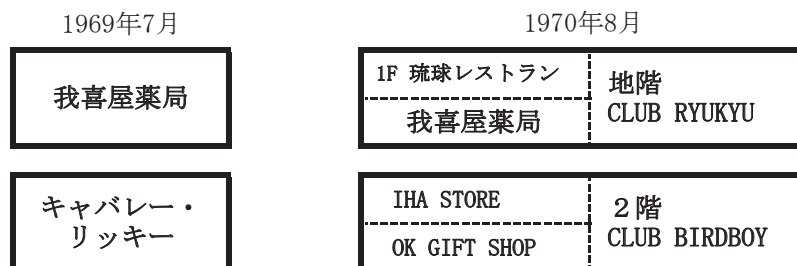 1969年7月
1970年8月
我喜屋薬局
1F 琉球レストラン
我喜屋薬局
地階
CLUB RYUKYU
キャバレー・
リッキー
IHA STORE
OK GIFT SHOP
2階
CLUB BIRDBOY